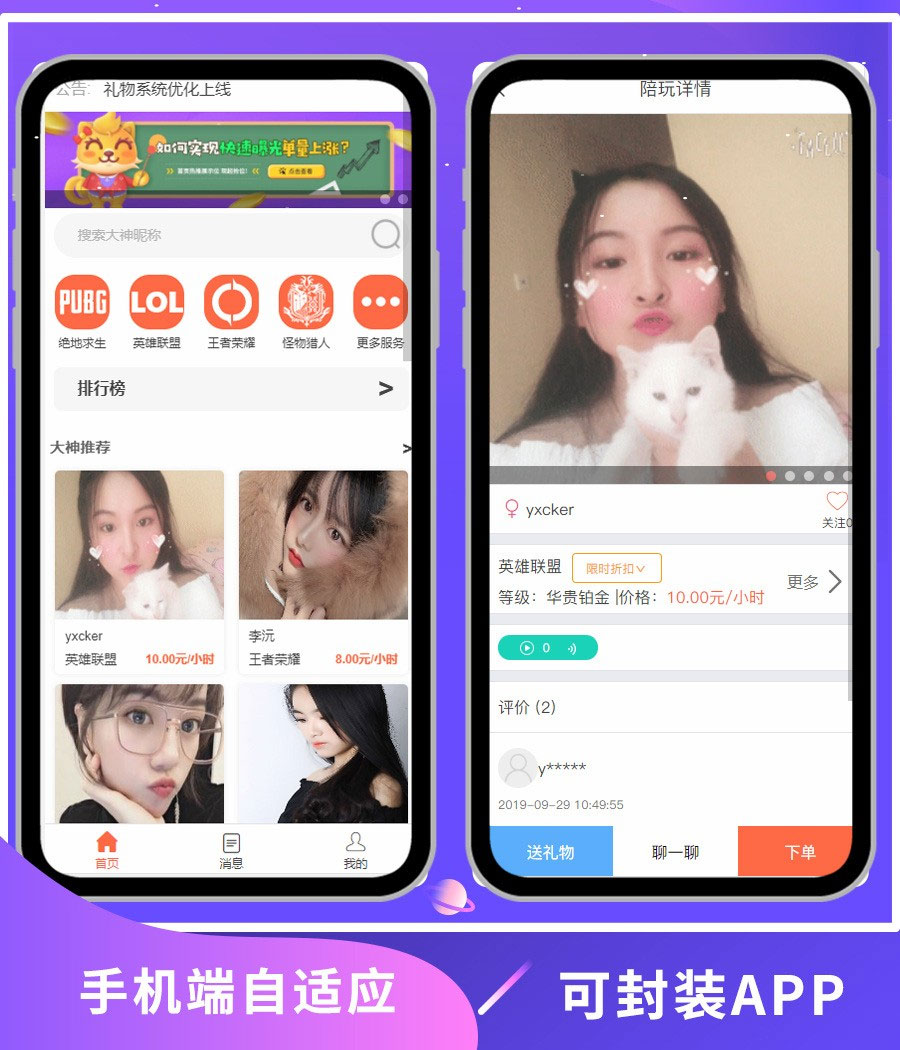 公告: 礼物系统优化上线
如何实现快速曝光单量上涨?
点击查看
搜索大神昵称
PUBG
LOL
绝地求生
英雄联盟
王者荣耀
怪物猎人
更多服务
排行榜
>
大神推荐
>
yxcker
英雄联盟
10.00元/小时
李沅
王者荣耀
8.00元/小时
首页
消息
我的
陪玩详情
yxcker
关注0
英雄联盟
限时折扣
等级: 华贵铂金 |价格: 10.00元/小时
更多
0
评价 (2)
y*****
2019-09-29 10:49:55
送礼物
聊一聊
下单
手机端自适应
可封装APP